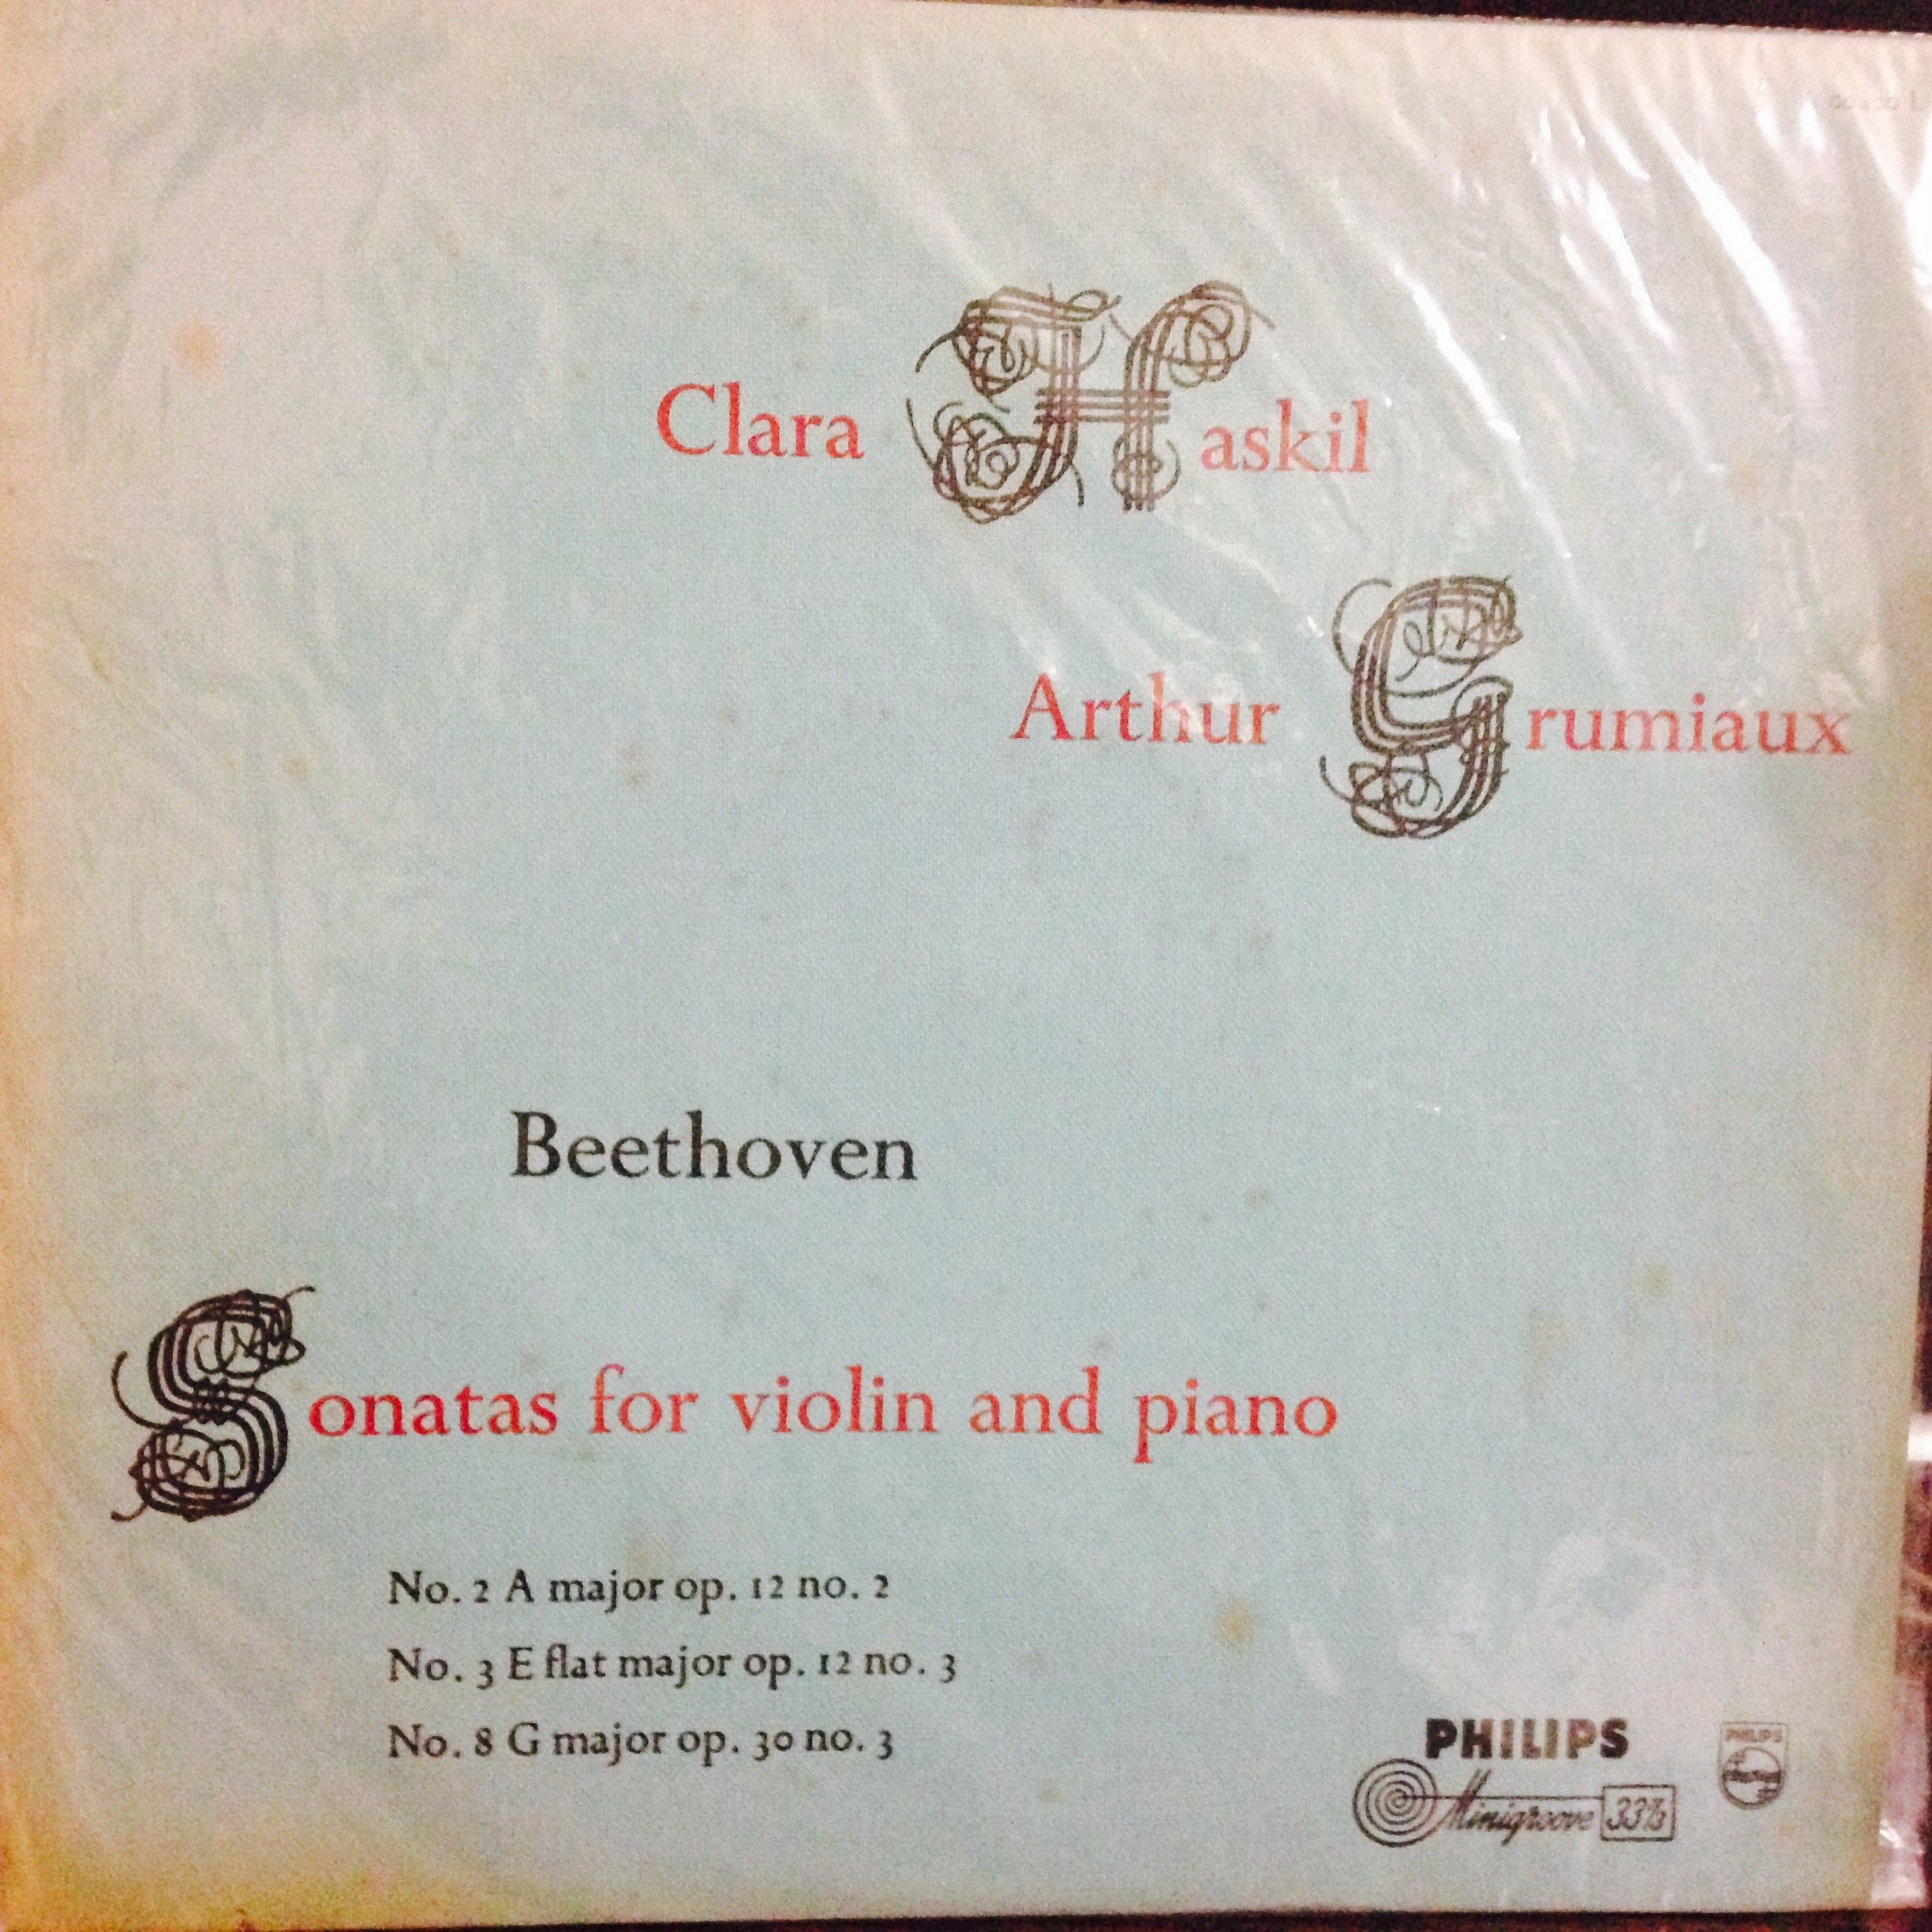 Clara Haskil
Arthur Grumiaux
Beethoven
Sonatas for violin and piano
No. 2 A major op. 12 no. 2
No. 3 E flat major op. 12 no. 3
No. 8 G major op. 30 no. 3
PHILIPS
Minigroove 33⅓
PHILIPS